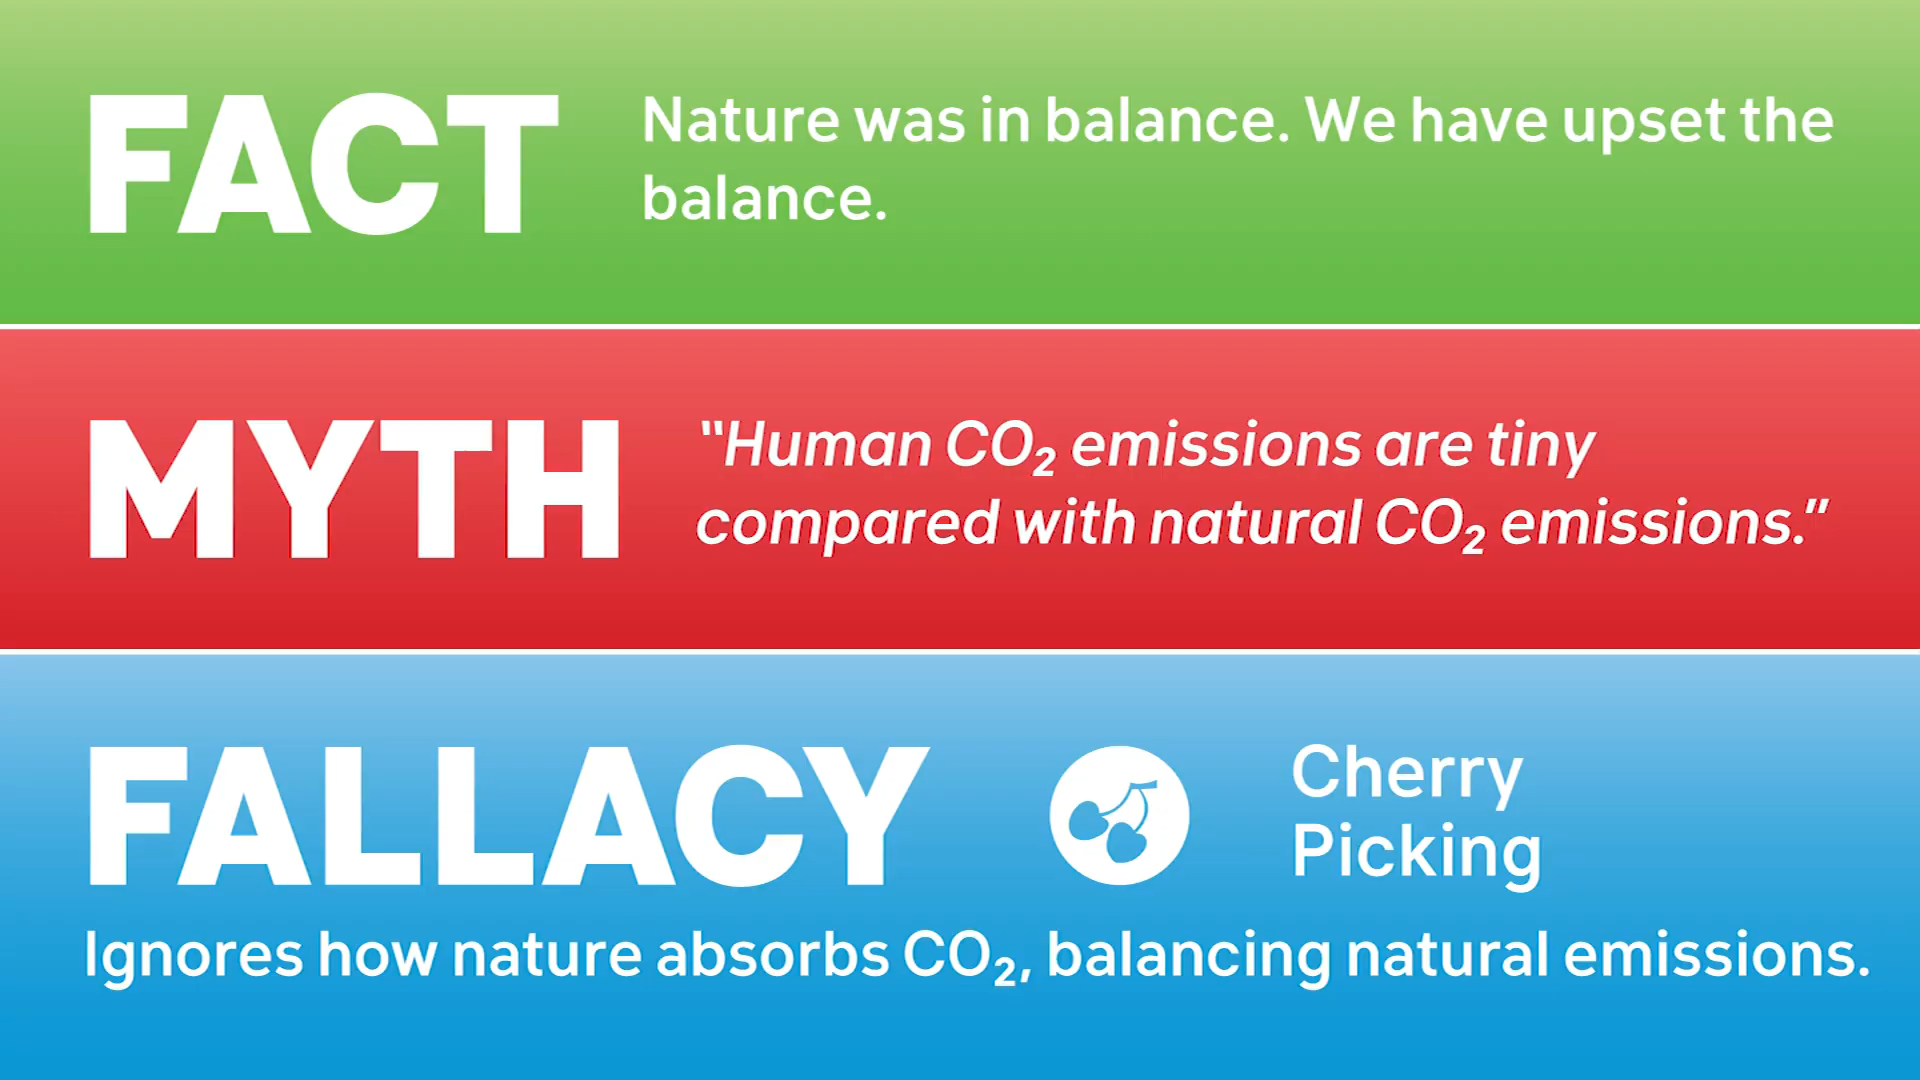 FACT
Nature was in balance. We have upset the
balance.
MYTH
“Human CO₂ emissions are tiny
compared with natural CO₂ emissions.”
FALLACY
Cherry
Picking
Ignores how nature absorbs CO₂, balancing natural emissions.